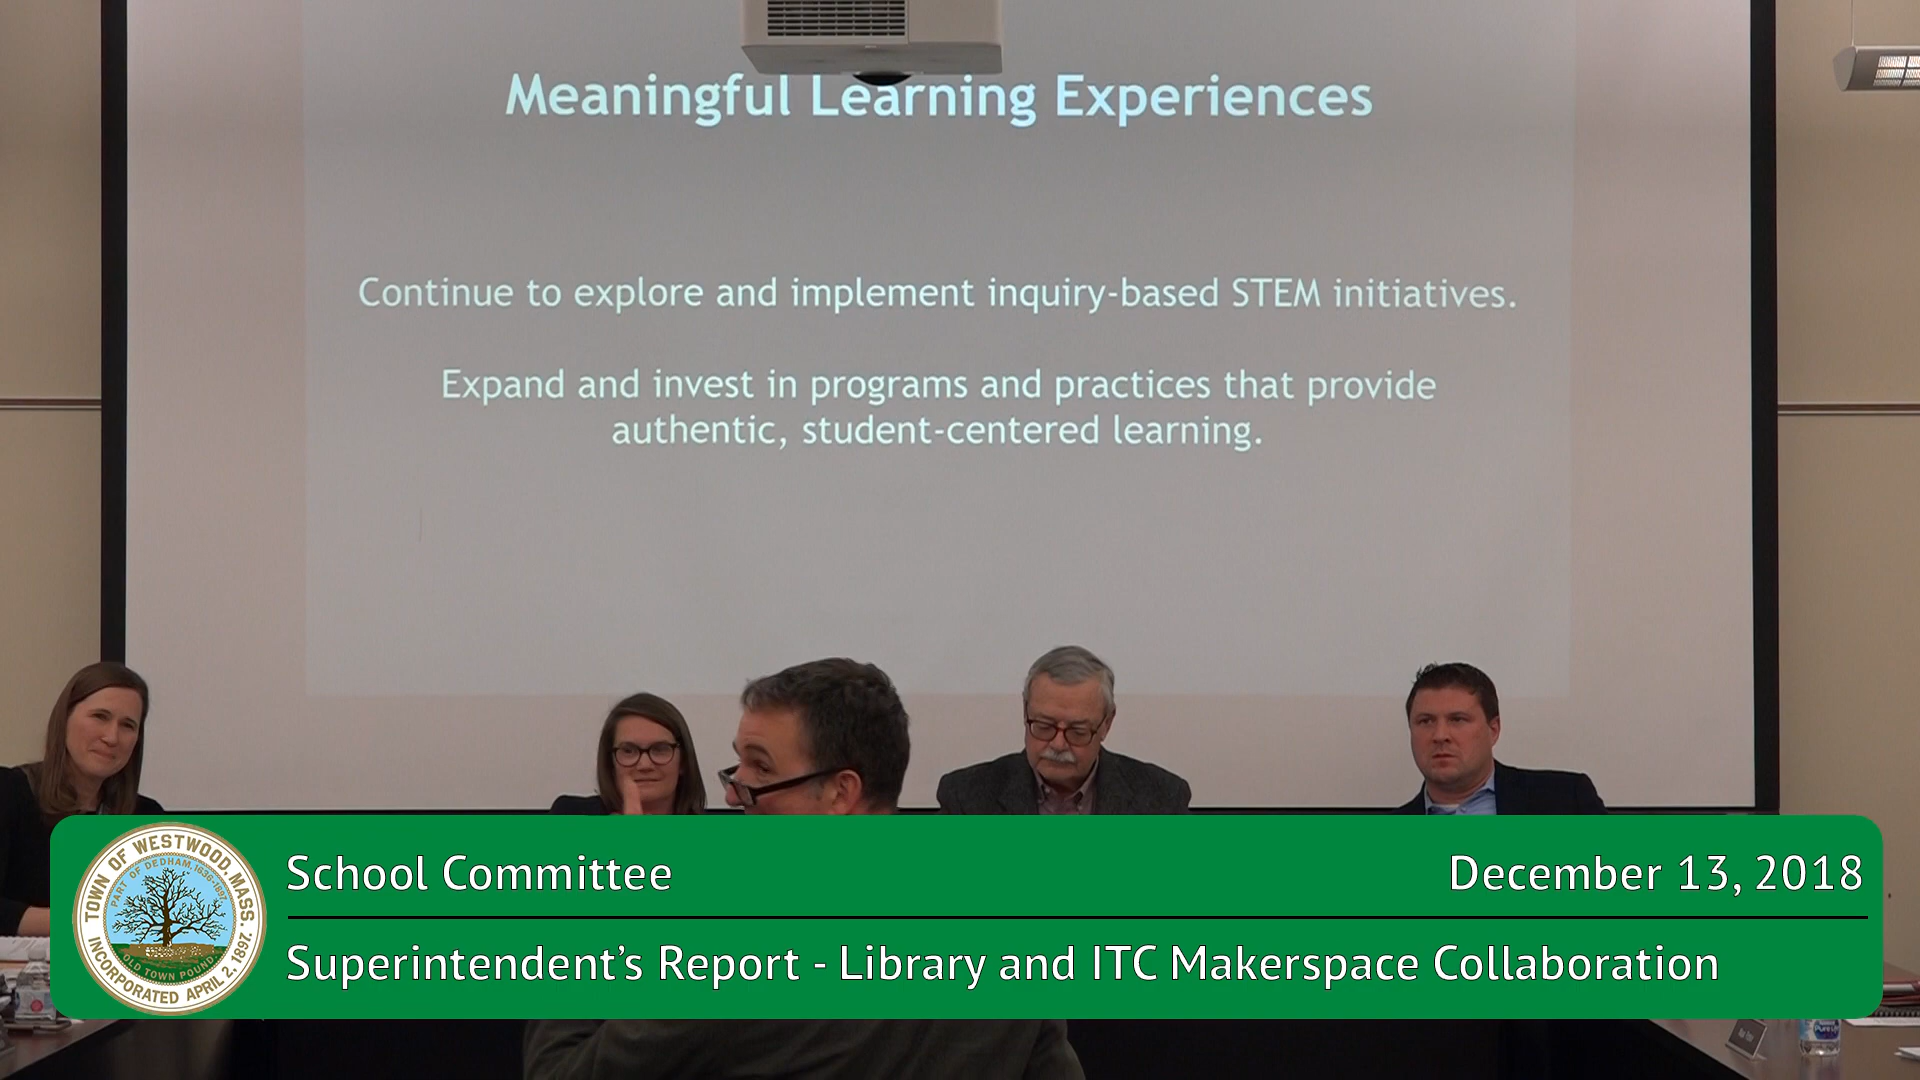 Meaningful Learning Experiences
Continue to explore and implement inquiry-based STEM initiatives.
Expand and invest in programs and practices that provide
authentic, student-centered learning.
School Committee
December 13, 2018
Superintendent’s Report - Library and ITC Makerspace Collaboration
TOWN OF WESTWOOD, MASS.
INCORPORATED APRIL 2, 1897.
PART OF DEDHAM, 1636-1897
OLD TOWN POUND